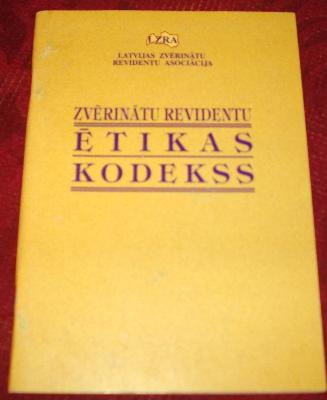 LZRA
LATVIJAS ZVĒRINĀTU
REVIDENTU ASOCIĀCIJA
ZVĒRINĀTU REVIDENTU
ĒTIKAS
KODEKSS